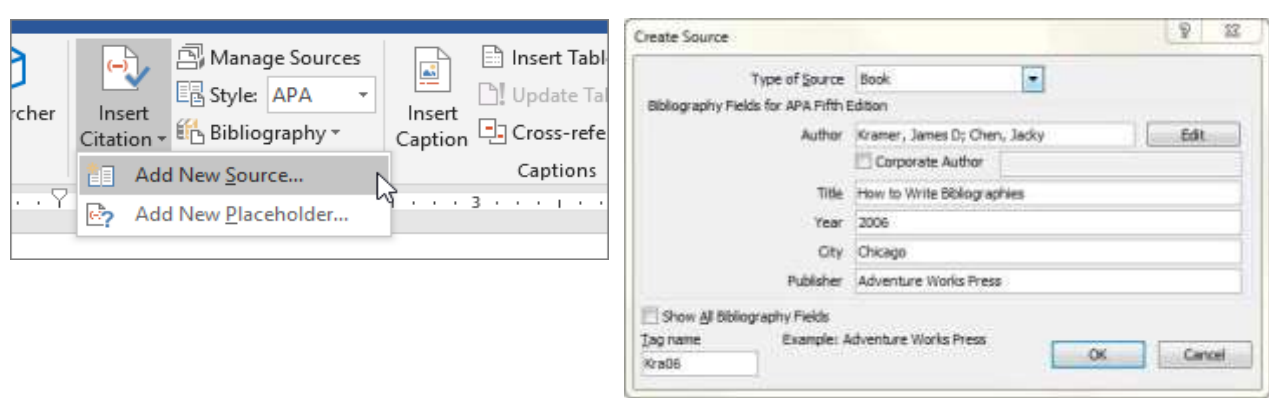 rcher
Insert
Citation
Manage Sources
Style: APA
Bibliography
Insert
Caption
Insert Tabl
Update Tal
Cross-refe
Captions
Add New Source...
Add New Placeholder...
3
Create Source
Type of Source Book
Bibliography Fields for APA Fifth Edition
Author Kramer, James D; Chen, Jacky Edit
Corporate Author
Title How to Write Bibliographies
Year 2006
City Chicago
Publisher Adventure Works Press
Show All Bibliography Fields
Tag name Example: Adventure Works Press
Kra06 OK Cancel